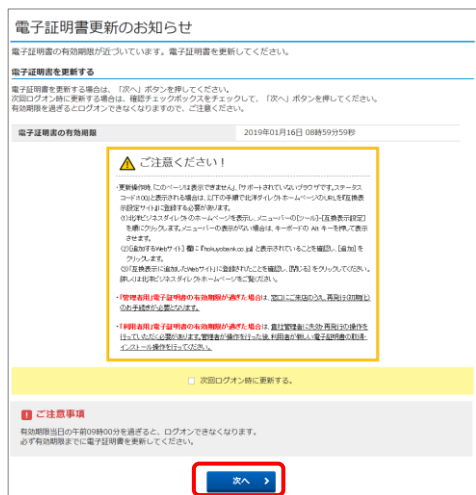 電子証明書更新のお知らせ
電子証明書の有効期限が近づいています。電子証明書を更新してください。
電子証明書を更新する
電子証明書を更新する場合は、「次へ」ボタンを押してください。
次回ログオン時に更新する場合は、確認チェックボックスをチェックして、「次へ」ボタンを押してください。
有効期限を過ぎるとログオンできなくなりますので、ご注意ください。
電子証明書の有効期限 2019年01月16日 08時59分59秒
ご注意ください！
・更新操作時、「このページは表示できません」、「サポートされていないブラウザです。ステータス
コード:100」と表示される場合は、以下の手順で北洋ダイレクトホームページのURLを『互換表
示設定サイト』に登録する必要があります。
(1)北洋ビジネスダイレクトのホームページを表示し、メニューバーの[ツール]-[互換表示設定]
を順にクリックします。メニューバーの表示がない場合は、キーボードの Alt キーを押して表示
させます。
(2)[追加するWebサイト] 欄に『hokuyobank.co.jp』と表示されていることを確認し、[追加]を
クリックします。
(3)『互換表示に追加したWebサイト』に登録されたことを確認し、[閉じる]をクリックしてください。
詳しくは北洋ビジネスダイレクトホームページをご覧ください。
・「管理者用」電子証明書の有効期限が過ぎた場合は、窓口にご来店のうえ、再発行(初期化)
のお手続きが必要となります。
・「利用者用」電子証明書の有効期限が過ぎた場合は、貴社管理者に失効・再発行の操作を
行っていただく必要があります。管理者が操作を行った後、利用者が新しい電子証明書の取得・
インストール操作を行ってください。
次回ログオン時に更新する。
ご注意事項
有効期限当日の午前09時00分を過ぎると、ログオンできなくなります。
必ず有効期限までに電子証明書を更新してください。
次へ